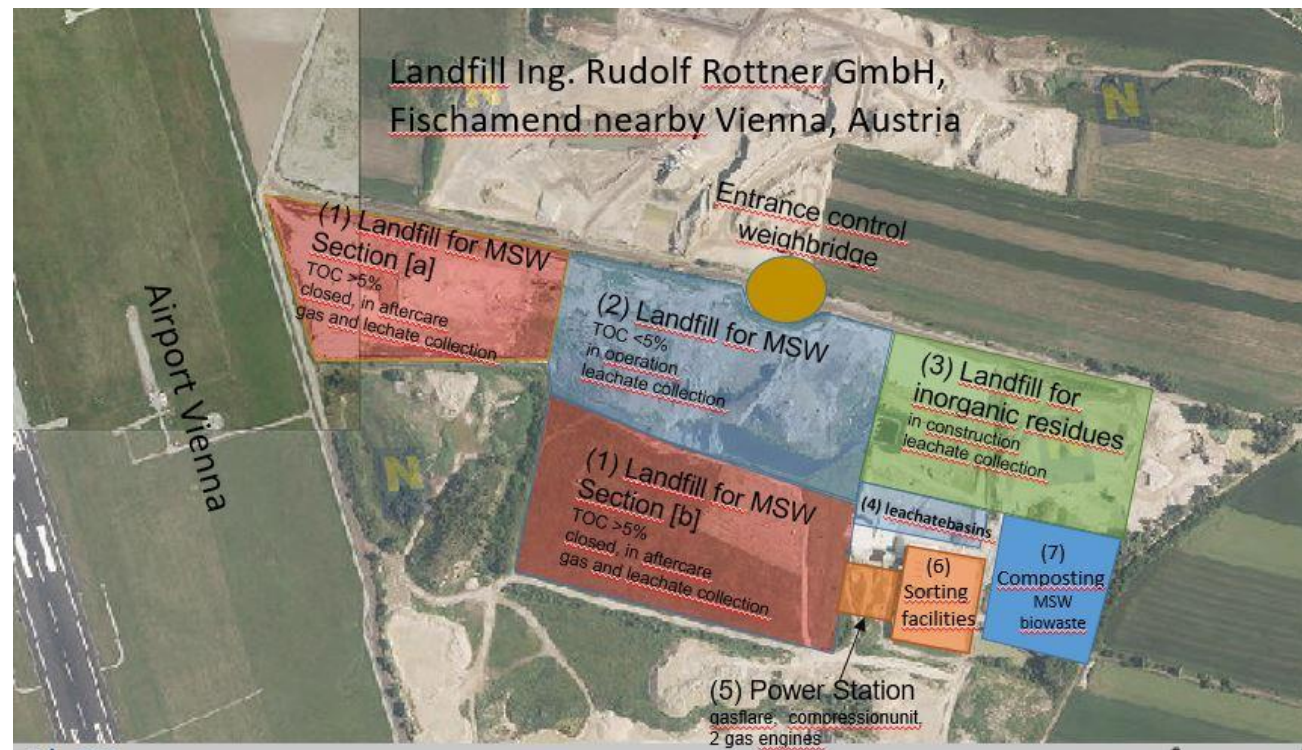 Landfill Ing. Rudolf Rottner GmbH,
Fischamend nearby Vienna, Austria
N
N
Entrance control
weighbridge
(1) Landfill for MSW
Section [a]
TOC >5%
closed, in aftercare
gas and lechate collection
Airport Vienna
(2) Landfill for MSW
TOC <5%
in operation
leachate collection
(3) Landfill for
inorganic residues
in construction
leachate collection
N
(1) Landfill for MSW
Section [b]
TOC >5%
closed, in aftercare
gas and leachate collection
(4) leachatebasins
(6)
Sorting
facilities
(7)
Composting
MSW
biowaste
(5) Power Station
gasflare, compressionunit,
2 gas engines